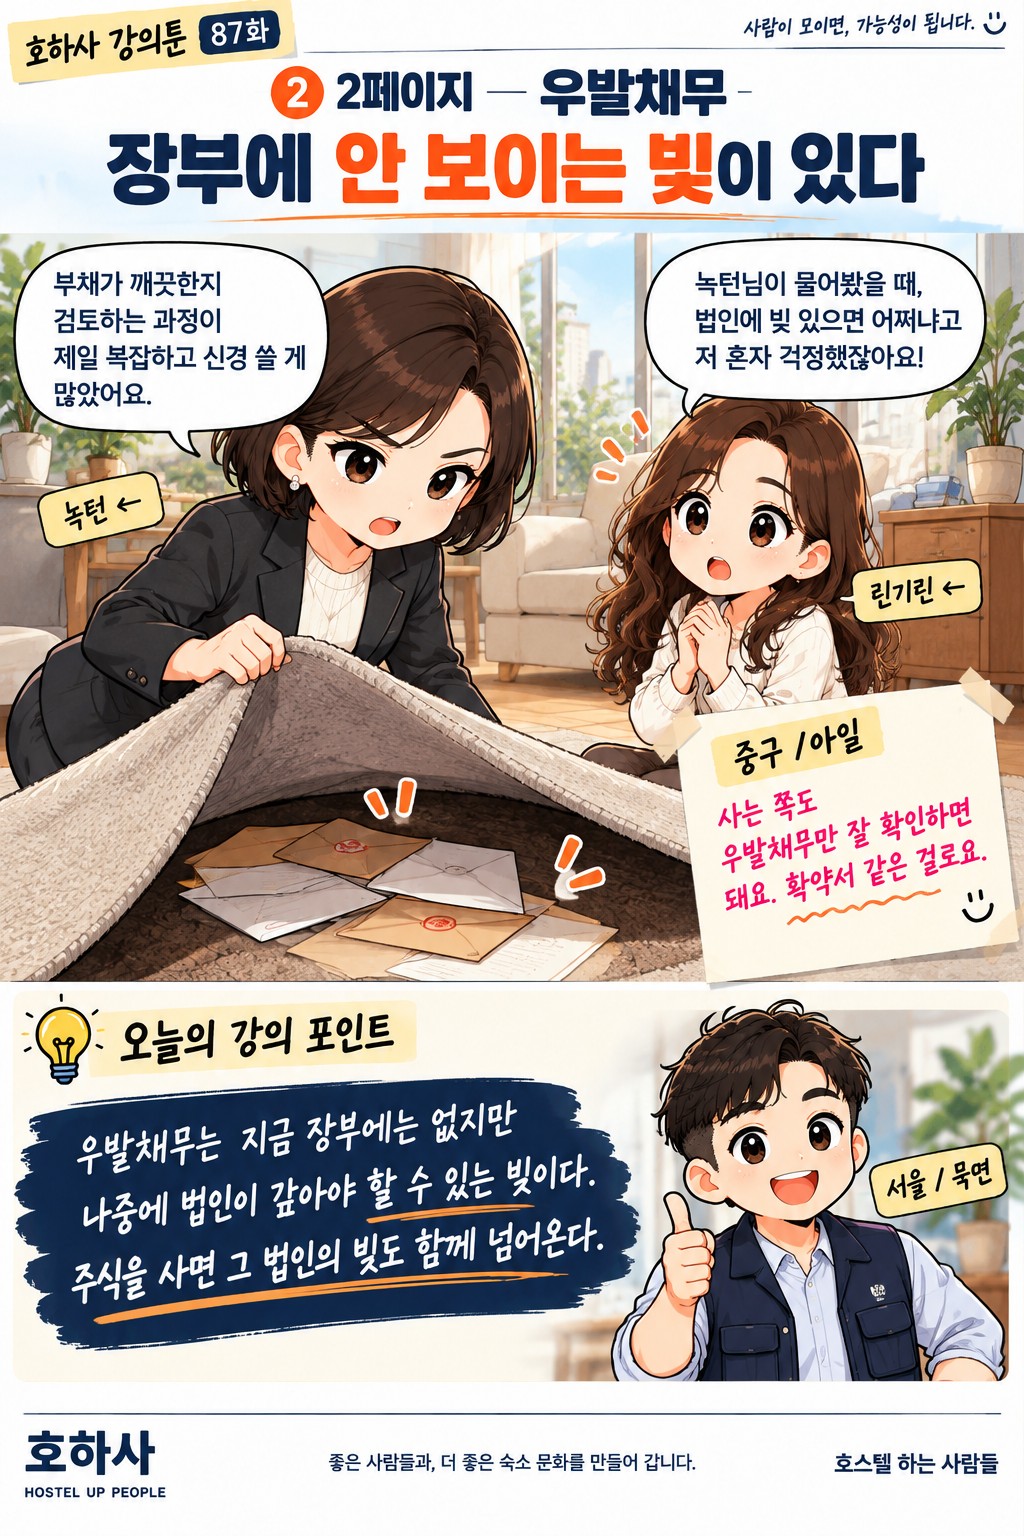 호하사 강의툰 87화
사람이 모이면, 가능성이 됩니다.
2 2페이지 — 우발채무 -
장부에 안 보이는 빚이 있다
부채가 깨끗한지
검토하는 과정이
제일 복잡하고 신경 쓸 게
많았어요.
녹턴님이 물어봤을 때,
법인에 빚 있으면 어쩌냐고
저 혼자 걱정했잖아요!
녹턴 ←
린기린 ←
중구 / 아일
사는 쪽도
우발채무만 잘 확인하면
돼요. 확약서 같은 걸로요.
오늘의 강의 포인트
우발채무는 지금 장부에는 없지만
나중에 법인이 갚아야 할 수 있는 빚이다.
주식을 사면 그 법인의 빚도 함께 넘어온다.
서울 / 묵면
호하사
HOSTEL UP PEOPLE
좋은 사람들과, 더 좋은 숙소 문화를 만들어 갑니다.
호스텔 하는 사람들